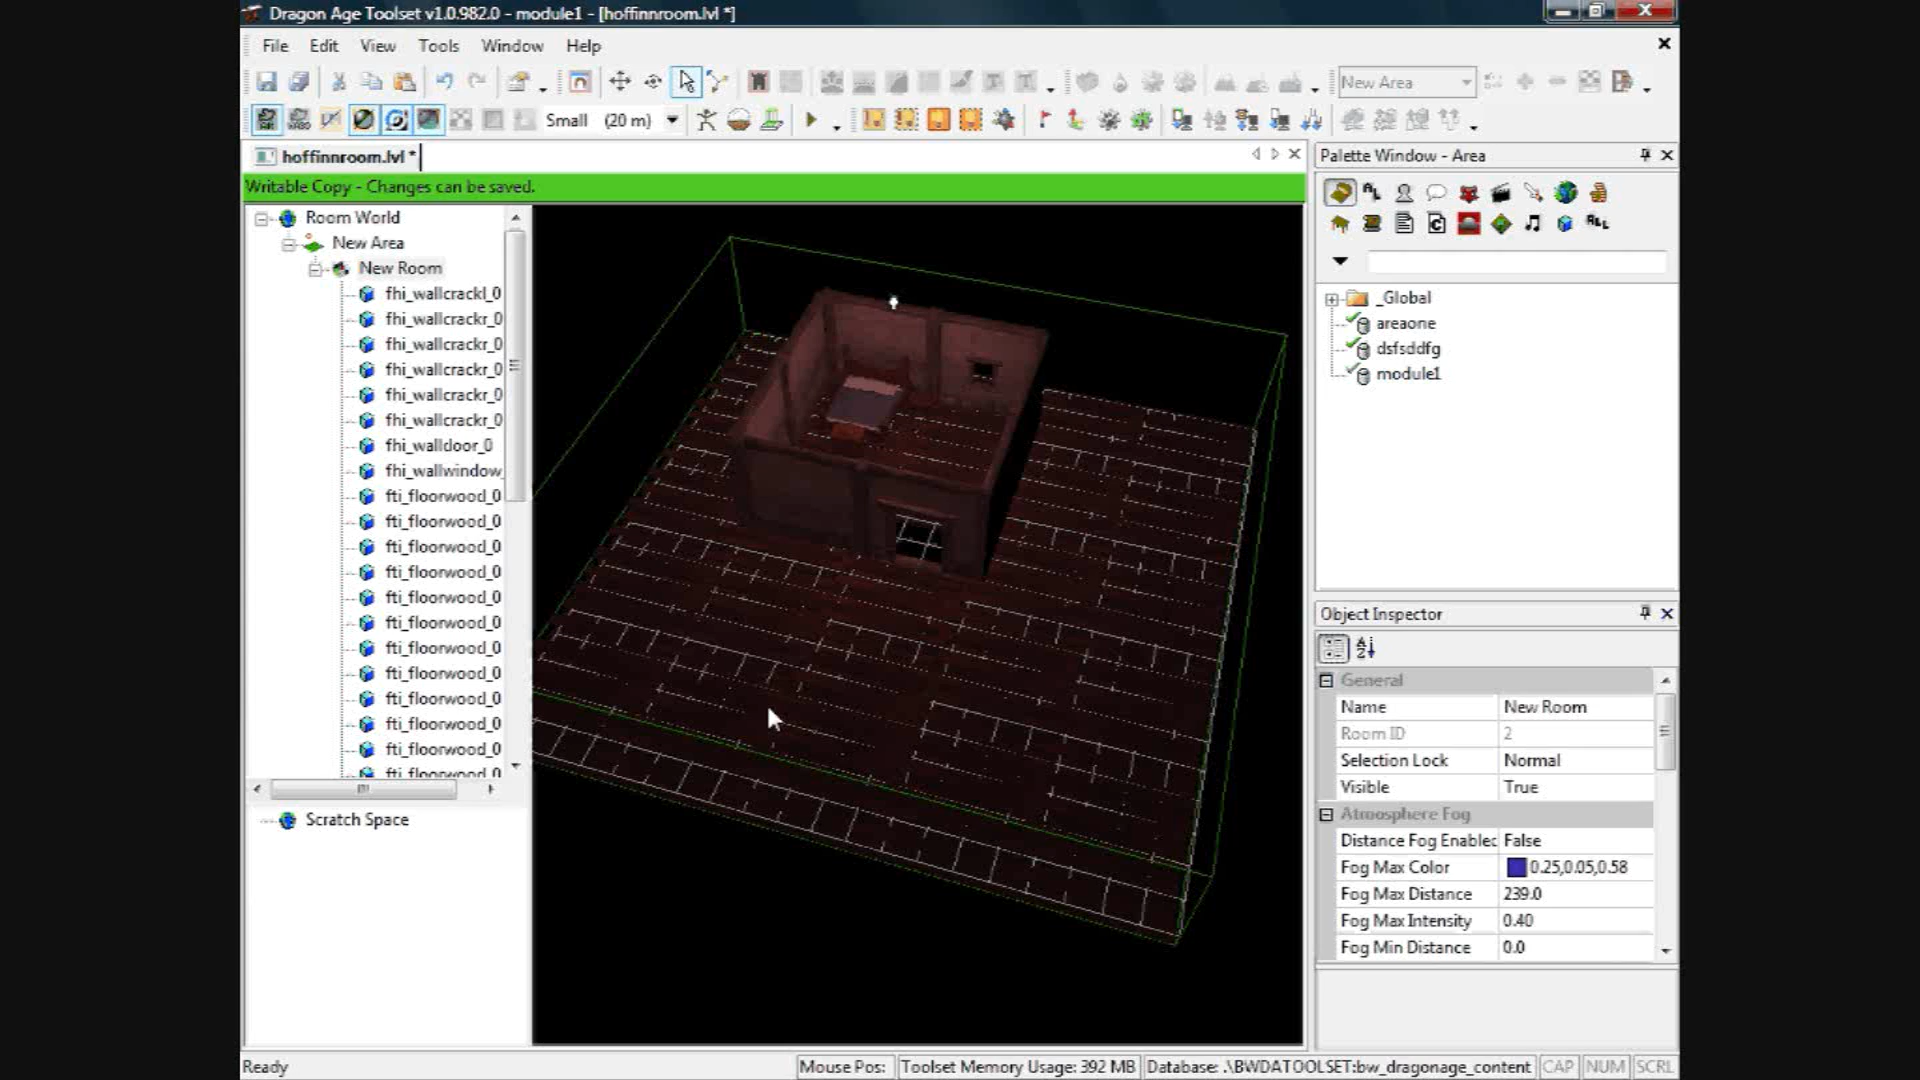 Dragon Age Toolset v1.0.982.0 - module1 - [hoffinnroom.lvl *]
File Edit View Tools Window Help
New Area
Small (20 m)
hoffinnroom.lvl *
Writable Copy - Changes can be saved.
Room World
New Area
New Room
fhi_wallcrackl_0
fhi_wallcrackr_0
fhi_wallcrackr_0
fhi_wallcrackr_0
fhi_wallcrackr_0
fhi_wallcrackr_0
fhi_walldoor_0
fhi_wallwindow_
fti_floorwood_0
fti_floorwood_0
fti_floorwood_0
fti_floorwood_0
fti_floorwood_0
fti_floorwood_0
fti_floorwood_0
fti_floorwood_0
fti_floorwood_0
fti_floorwood_0
fti_floorwood_0
fti_floorwood_0
Scratch Space
Palette Window - Area
_Global
areaone
dsfsddfg
module1
Object Inspector
General
Name New Room
Room ID 2
Selection Lock Normal
Visible True
Atmosphere Fog
Distance Fog Enablec False
Fog Max Color 0.25,0.05,0.58
Fog Max Distance 239.0
Fog Max Intensity 0.40
Fog Min Distance 0.0
Ready
Mouse Pos: Toolset Memory Usage: 392 MB Database: .\BWDATOOLSET:bw_dragonage_content CAP NUM SCRL